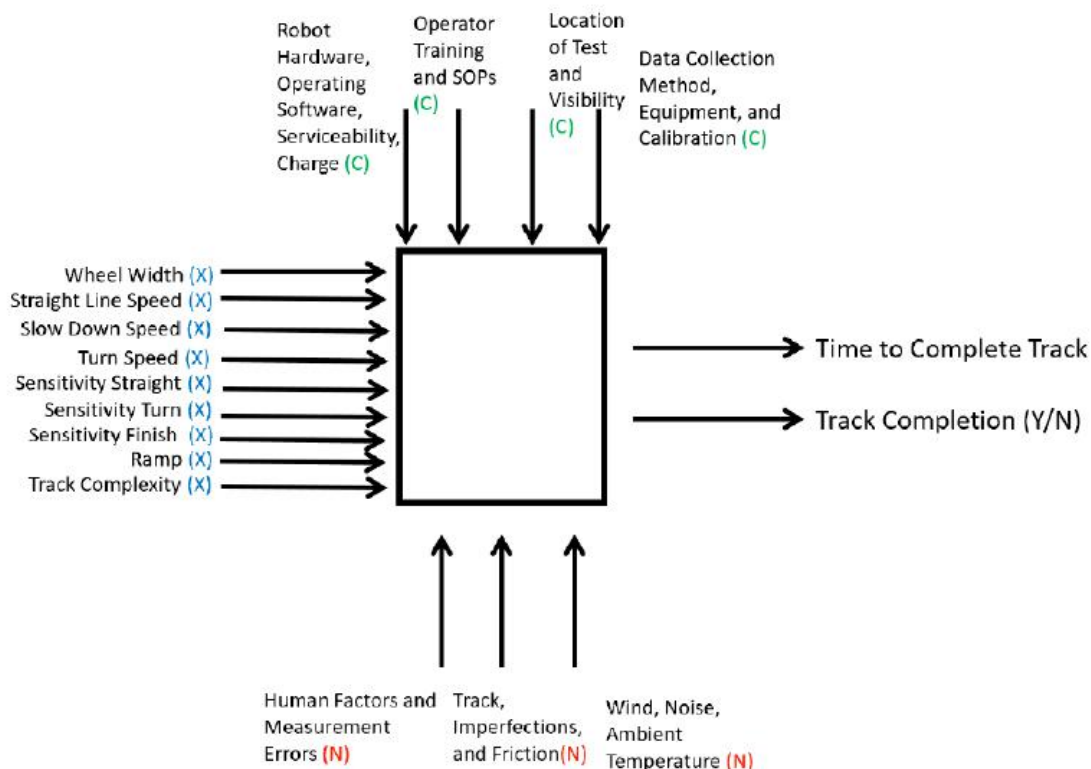 Robot
Hardware,
Operating
Software,
Serviceability,
Charge (C)
Operator
Training
and SOPs
(C)
Location
of Test
and
Visibility
(C)
Data Collection
Method,
Equipment, and
Calibration (C)
Wheel Width (X)
Straight Line Speed (X)
Slow Down Speed (X)
Turn Speed (X)
Sensitivity Straight (X)
Sensitivity Turn (X)
Sensitivity Finish (X)
Ramp (X)
Track Complexity (X)
Time to Complete Track
Track Completion (Y/N)
Human Factors and
Measurement
Errors (N)
Track,
Imperfections,
and Friction(N)
Wind, Noise,
Ambient
Temperature (N)